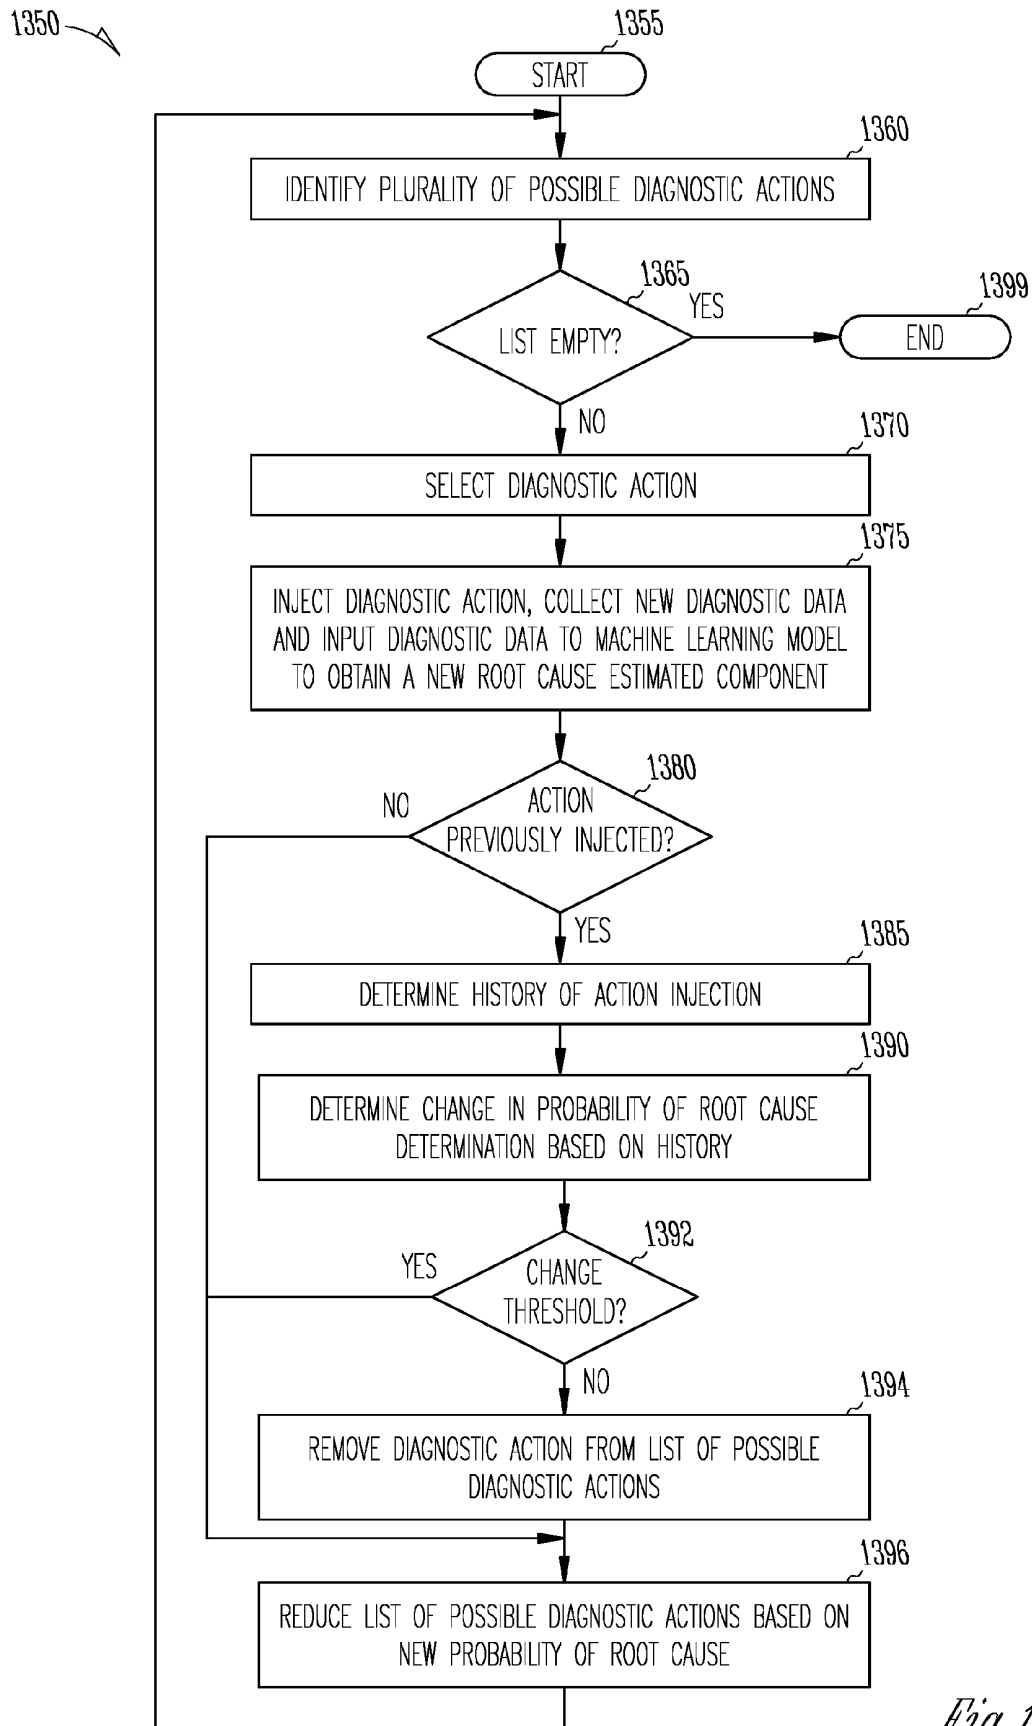 1350
1355
START
1360
IDENTIFY PLURALITY OF POSSIBLE DIAGNOSTIC ACTIONS
1365
LIST EMPTY?
YES
1399
END
NO
1370
SELECT DIAGNOSTIC ACTION
1375
INJECT DIAGNOSTIC ACTION, COLLECT NEW DIAGNOSTIC DATA
AND INPUT DIAGNOSTIC DATA TO MACHINE LEARNING MODEL
TO OBTAIN A NEW ROOT CAUSE ESTIMATED COMPONENT
1380
NO
ACTION
PREVIOUSLY INJECTED?
YES
1385
DETERMINE HISTORY OF ACTION INJECTION
1390
DETERMINE CHANGE IN PROBABILITY OF ROOT CAUSE
DETERMINATION BASED ON HISTORY
1392
YES
CHANGE
THRESHOLD?
NO
1394
REMOVE DIAGNOSTIC ACTION FROM LIST OF POSSIBLE
DIAGNOSTIC ACTIONS
1396
REDUCE LIST OF POSSIBLE DIAGNOSTIC ACTIONS BASED ON
NEW PROBABILITY OF ROOT CAUSE
Fig.1